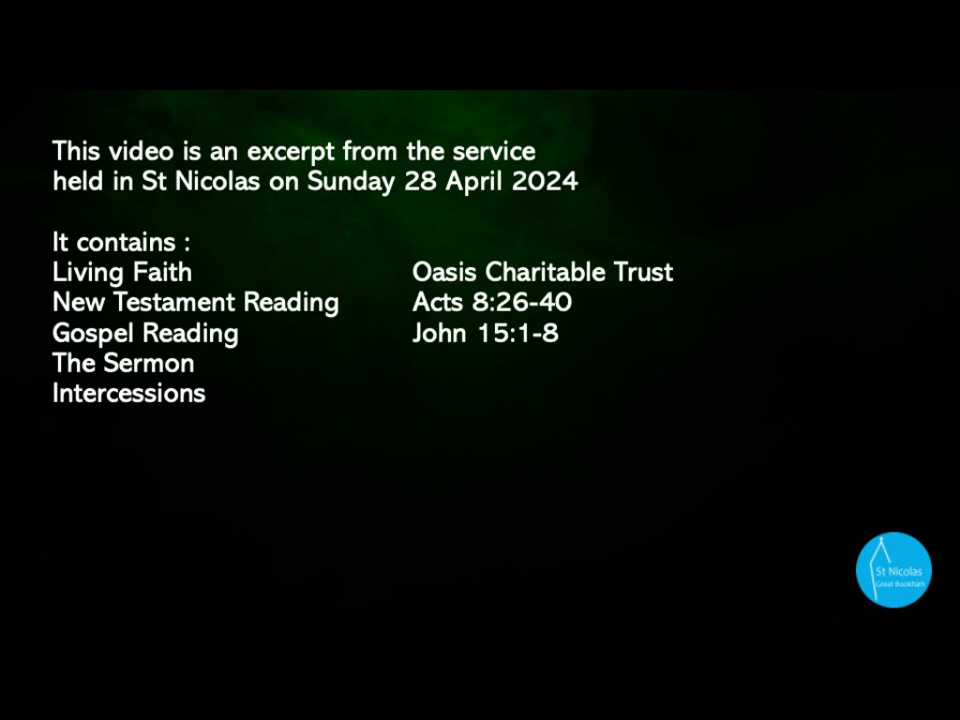 This video is an excerpt from the service
held in St Nicolas on Sunday 28 April 2024
It contains :
Living Faith Oasis Charitable Trust
New Testament Reading Acts 8:26-40
Gospel Reading John 15:1-8
The Sermon
Intercessions
St Nicolas
Great Bookham